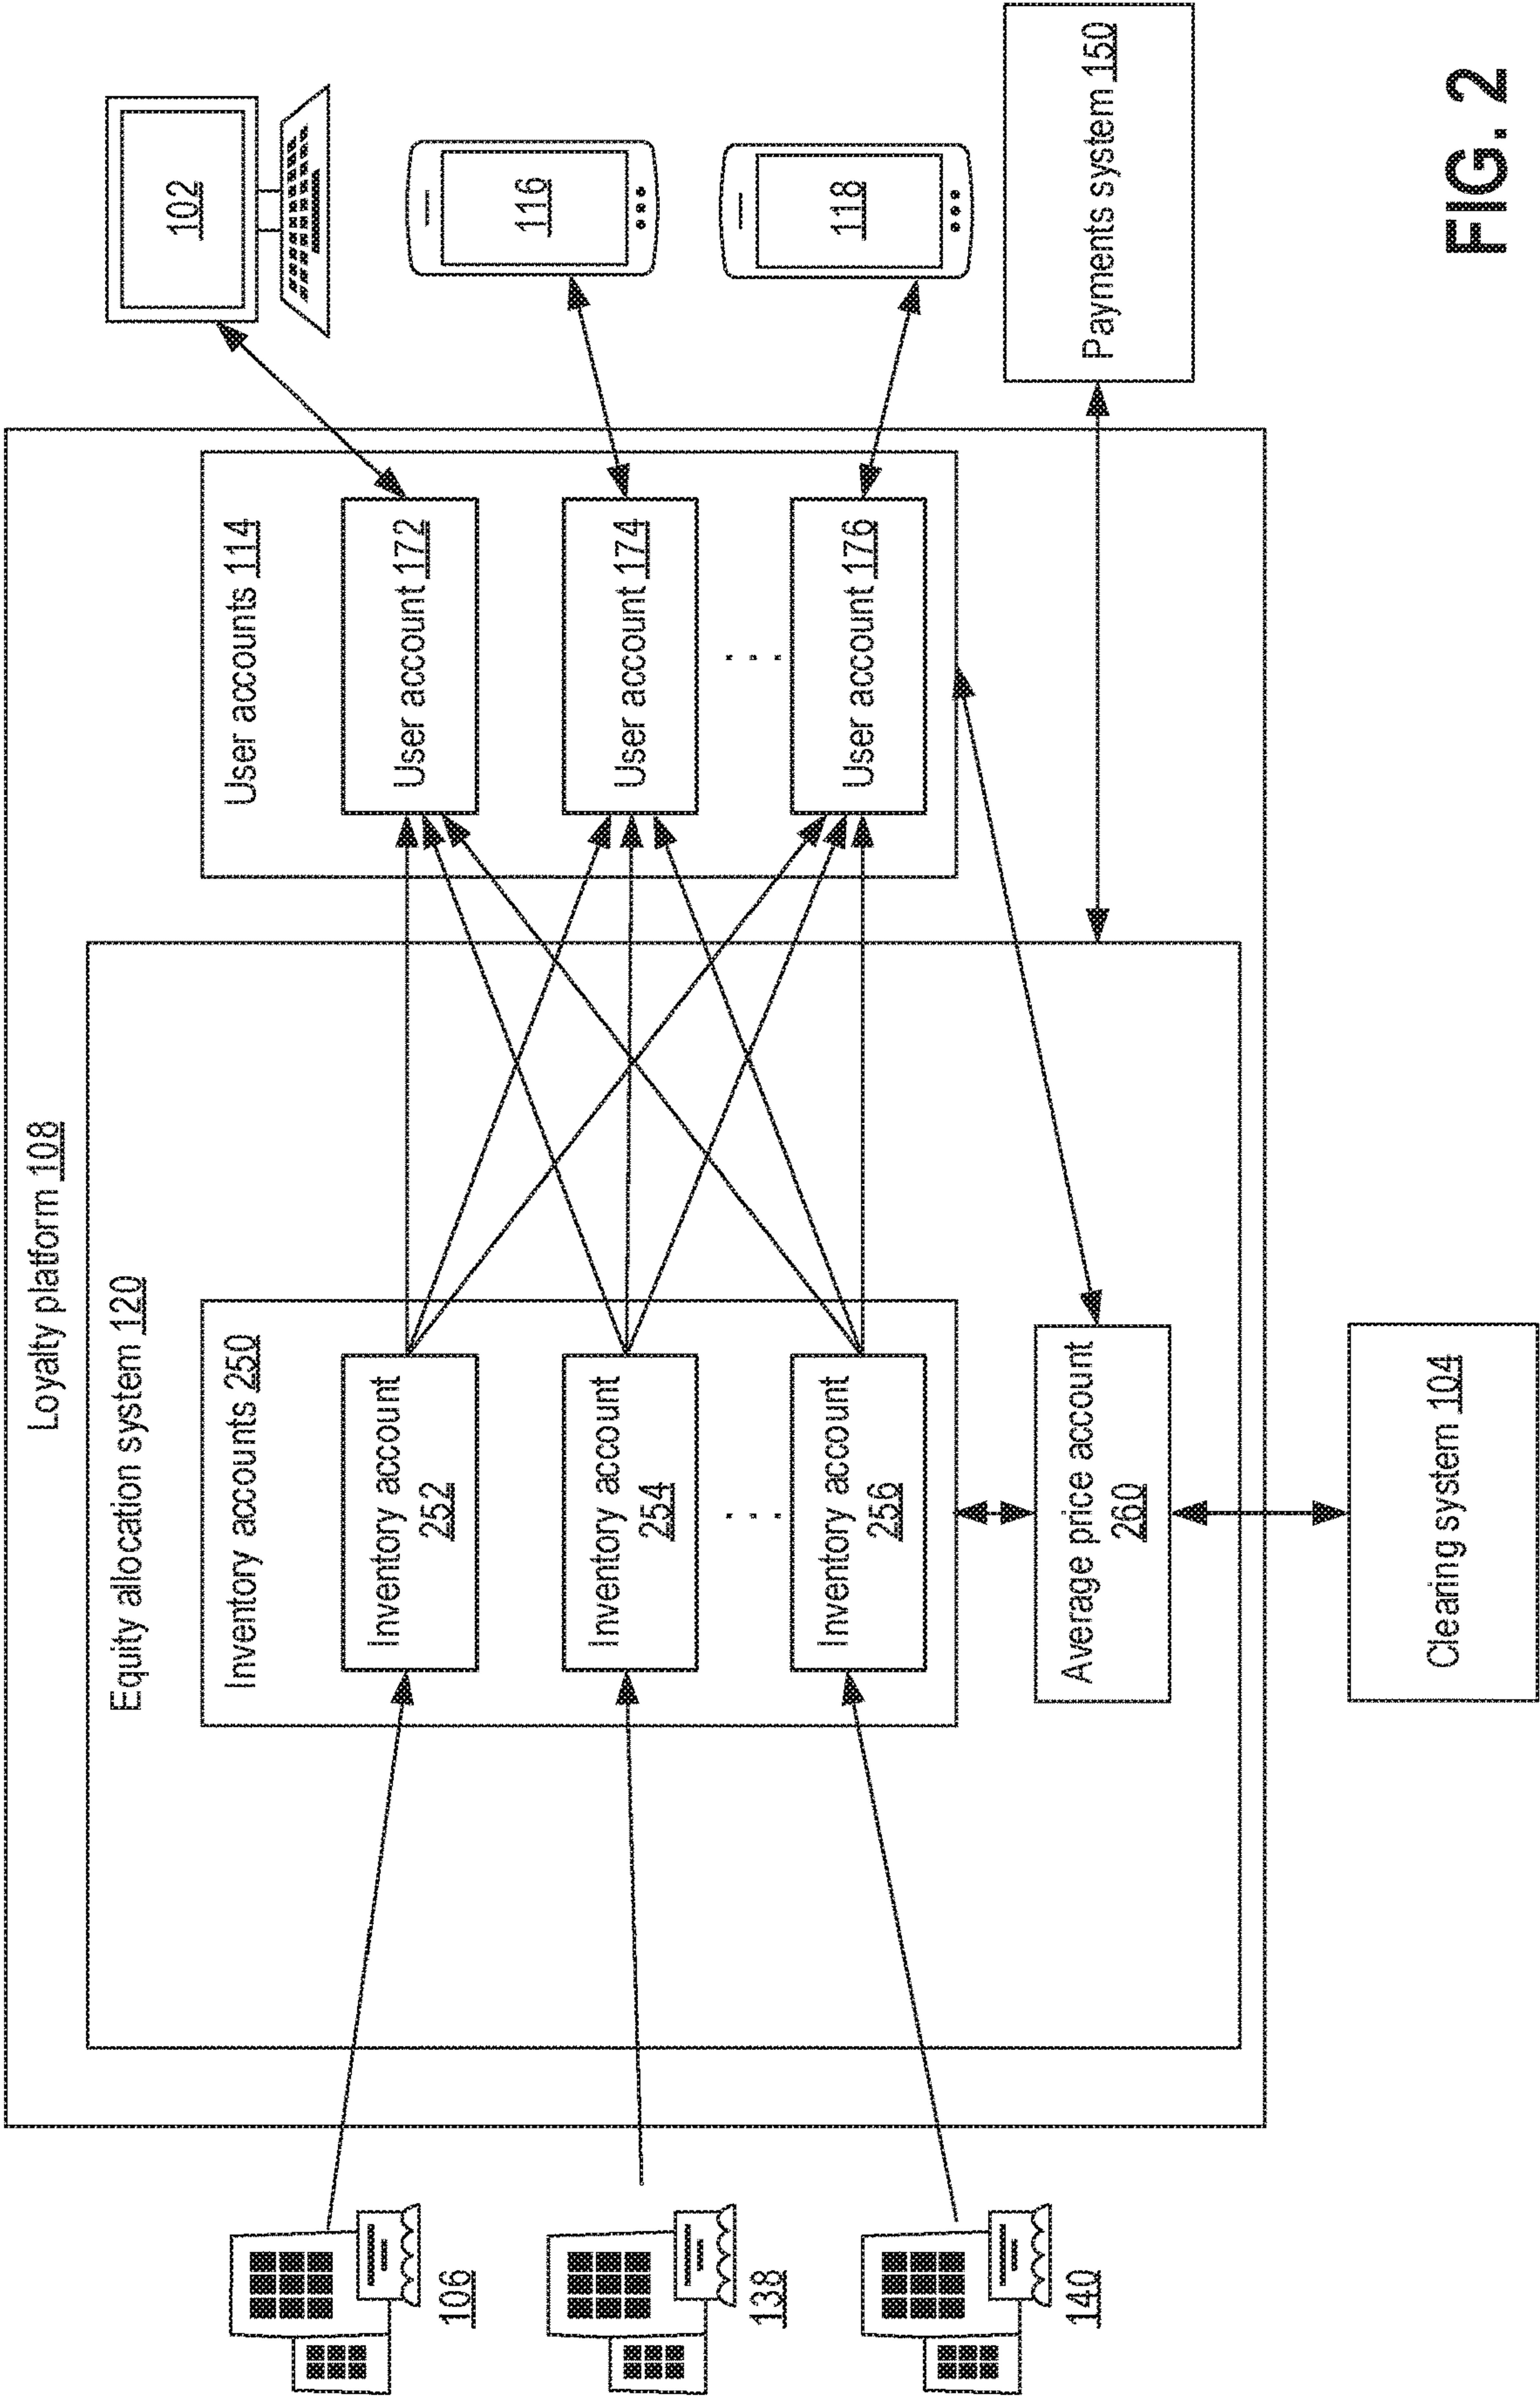 Loyalty platform 108
Equity allocation system 120
Inventory accounts 250
Inventory account
252
Inventory account
254
. . .
Inventory account
256
Average price account
260
Clearing system 104
User accounts 114
User account 172
User account 174
. . .
User account 176
Payments system 150
106
138
140
102
116
118
FIG. 2